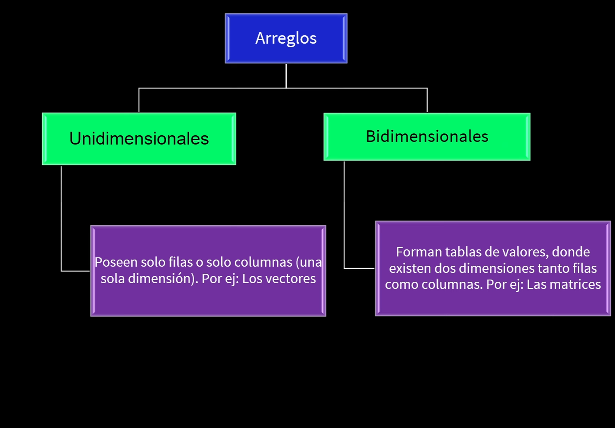 Arreglos
Unidimensionales
Bidimensionales
Poseen solo filas o solo columnas (una
sola dimensión). Por ej: Los vectores
Forman tablas de valores, donde
existen dos dimensiones tanto filas
como columnas. Por ej: Las matrices